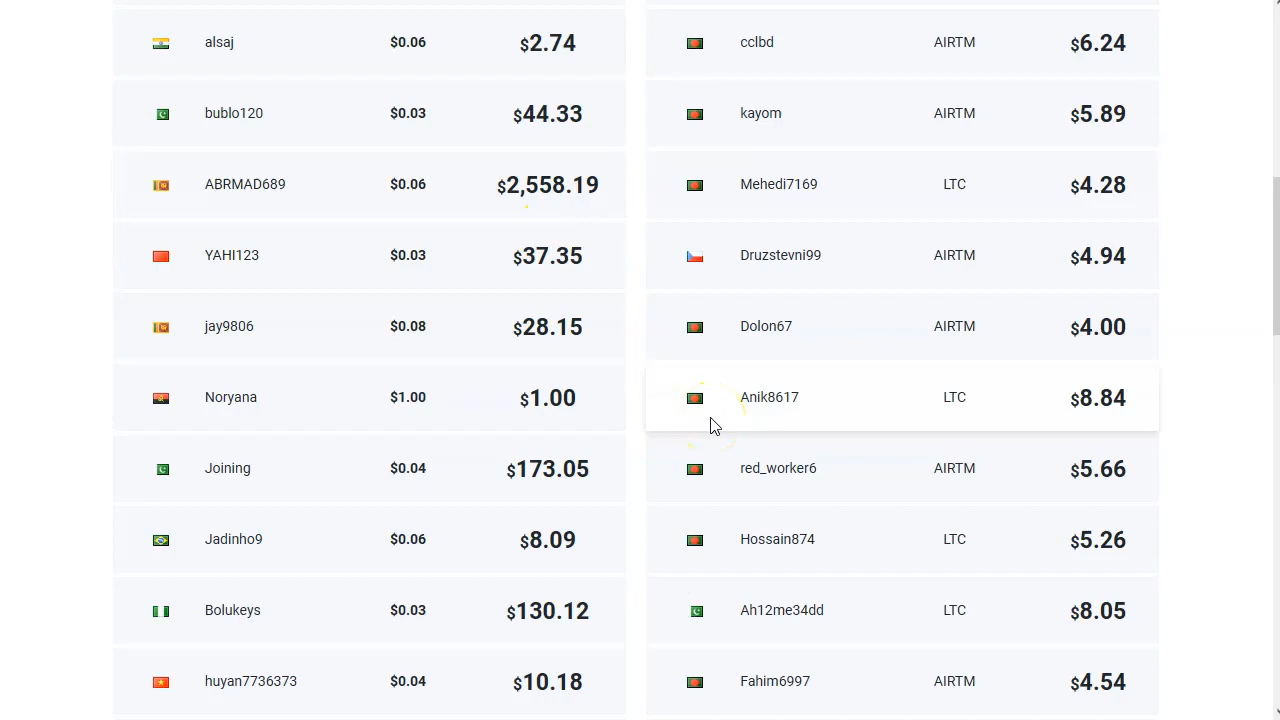 alsaj $0.06 $2.74
bublo120 $0.03 $44.33
ABRMAD689 $0.06 $2,558.19
YAHI123 $0.03 $37.35
jay9806 $0.08 $28.15
Noryana $1.00 $1.00
Joining $0.04 $173.05
Jadinho9 $0.06 $8.09
Bolukeys $0.03 $130.12
huyan7736373 $0.04 $10.18
cclbd AIRTM $6.24
kayom AIRTM $5.89
Mehedi7169 LTC $4.28
Druzstevni99 AIRTM $4.94
Dolon67 AIRTM $4.00
Anik8617 LTC $8.84
red_worker6 AIRTM $5.66
Hossain874 LTC $5.26
Ah12me34dd LTC $8.05
Fahim6997 AIRTM $4.54